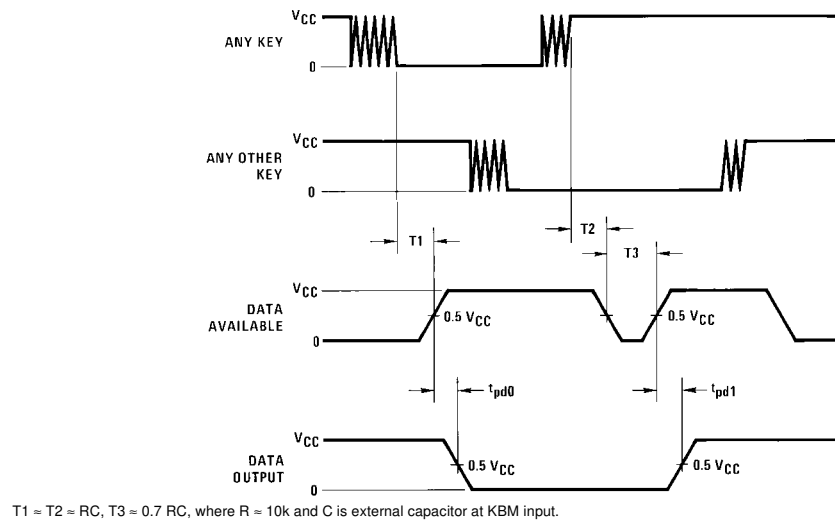 VCC
ANY KEY
0
VCC
ANY OTHER
KEY
0
T1
T2
T3
VCC
DATA
AVAILABLE
0.5 VCC
0.5 VCC
0
tpd0
tpd1
VCC
DATA
OUTPUT
0.5 VCC
0.5 VCC
0
T1 ≈ T2 ≈ RC, T3 ≈ 0.7 RC, where R ≈ 10k and C is external capacitor at KBM input.